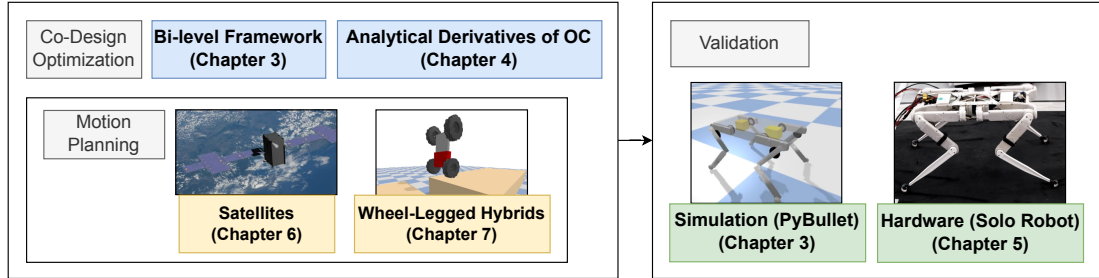 Co-Design
Optimization
Bi-level Framework
(Chapter 3)
Analytical Derivatives of OC
(Chapter 4)
Motion
Planning
Satellites
(Chapter 6)
Wheel-Legged Hybrids
(Chapter 7)
Validation
Simulation (PyBullet)
(Chapter 3)
Hardware (Solo Robot)
(Chapter 5)